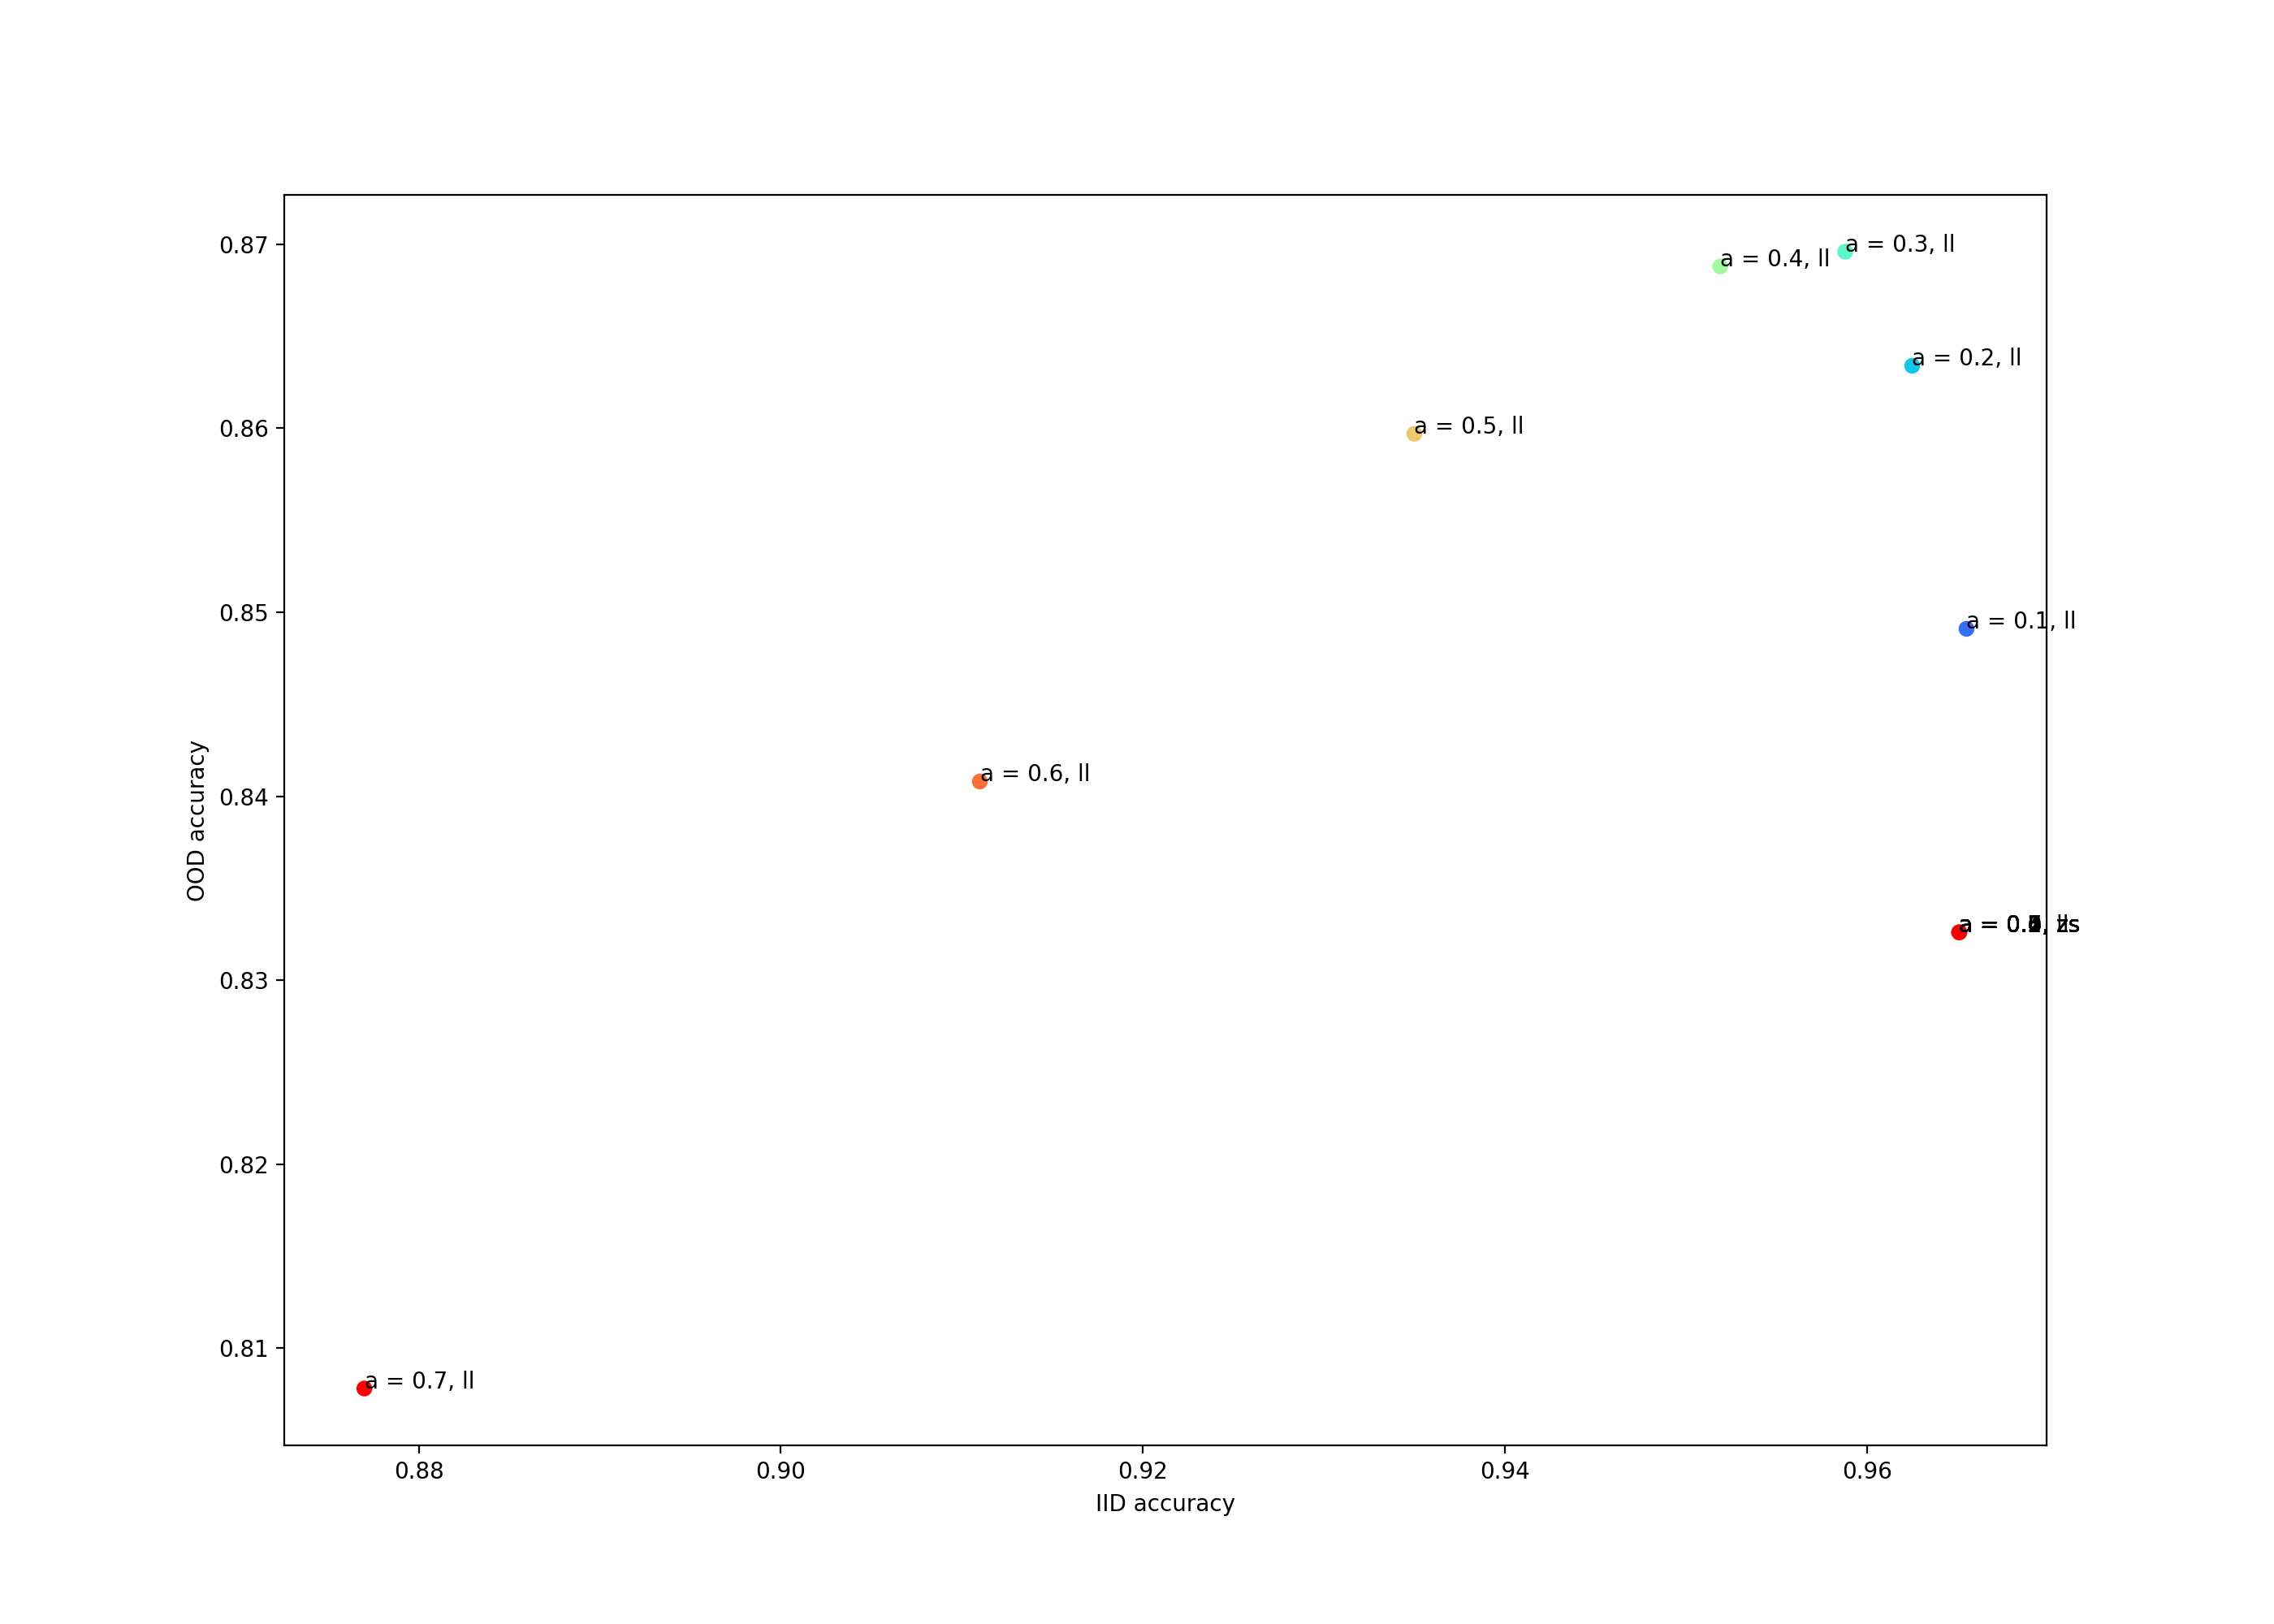 0.87
a = 0.3, ll
a = 0.4, ll
a = 0.2, ll
0.86
a = 0.5, ll
0.85
a = 0.1, ll
0.84
a = 0.6, ll
OOD accuracy
a = 0.
0.83
0.82
0.81
a = 0.7, ll
0.88
0.90
0.92
0.94
0.96
IID accuracy